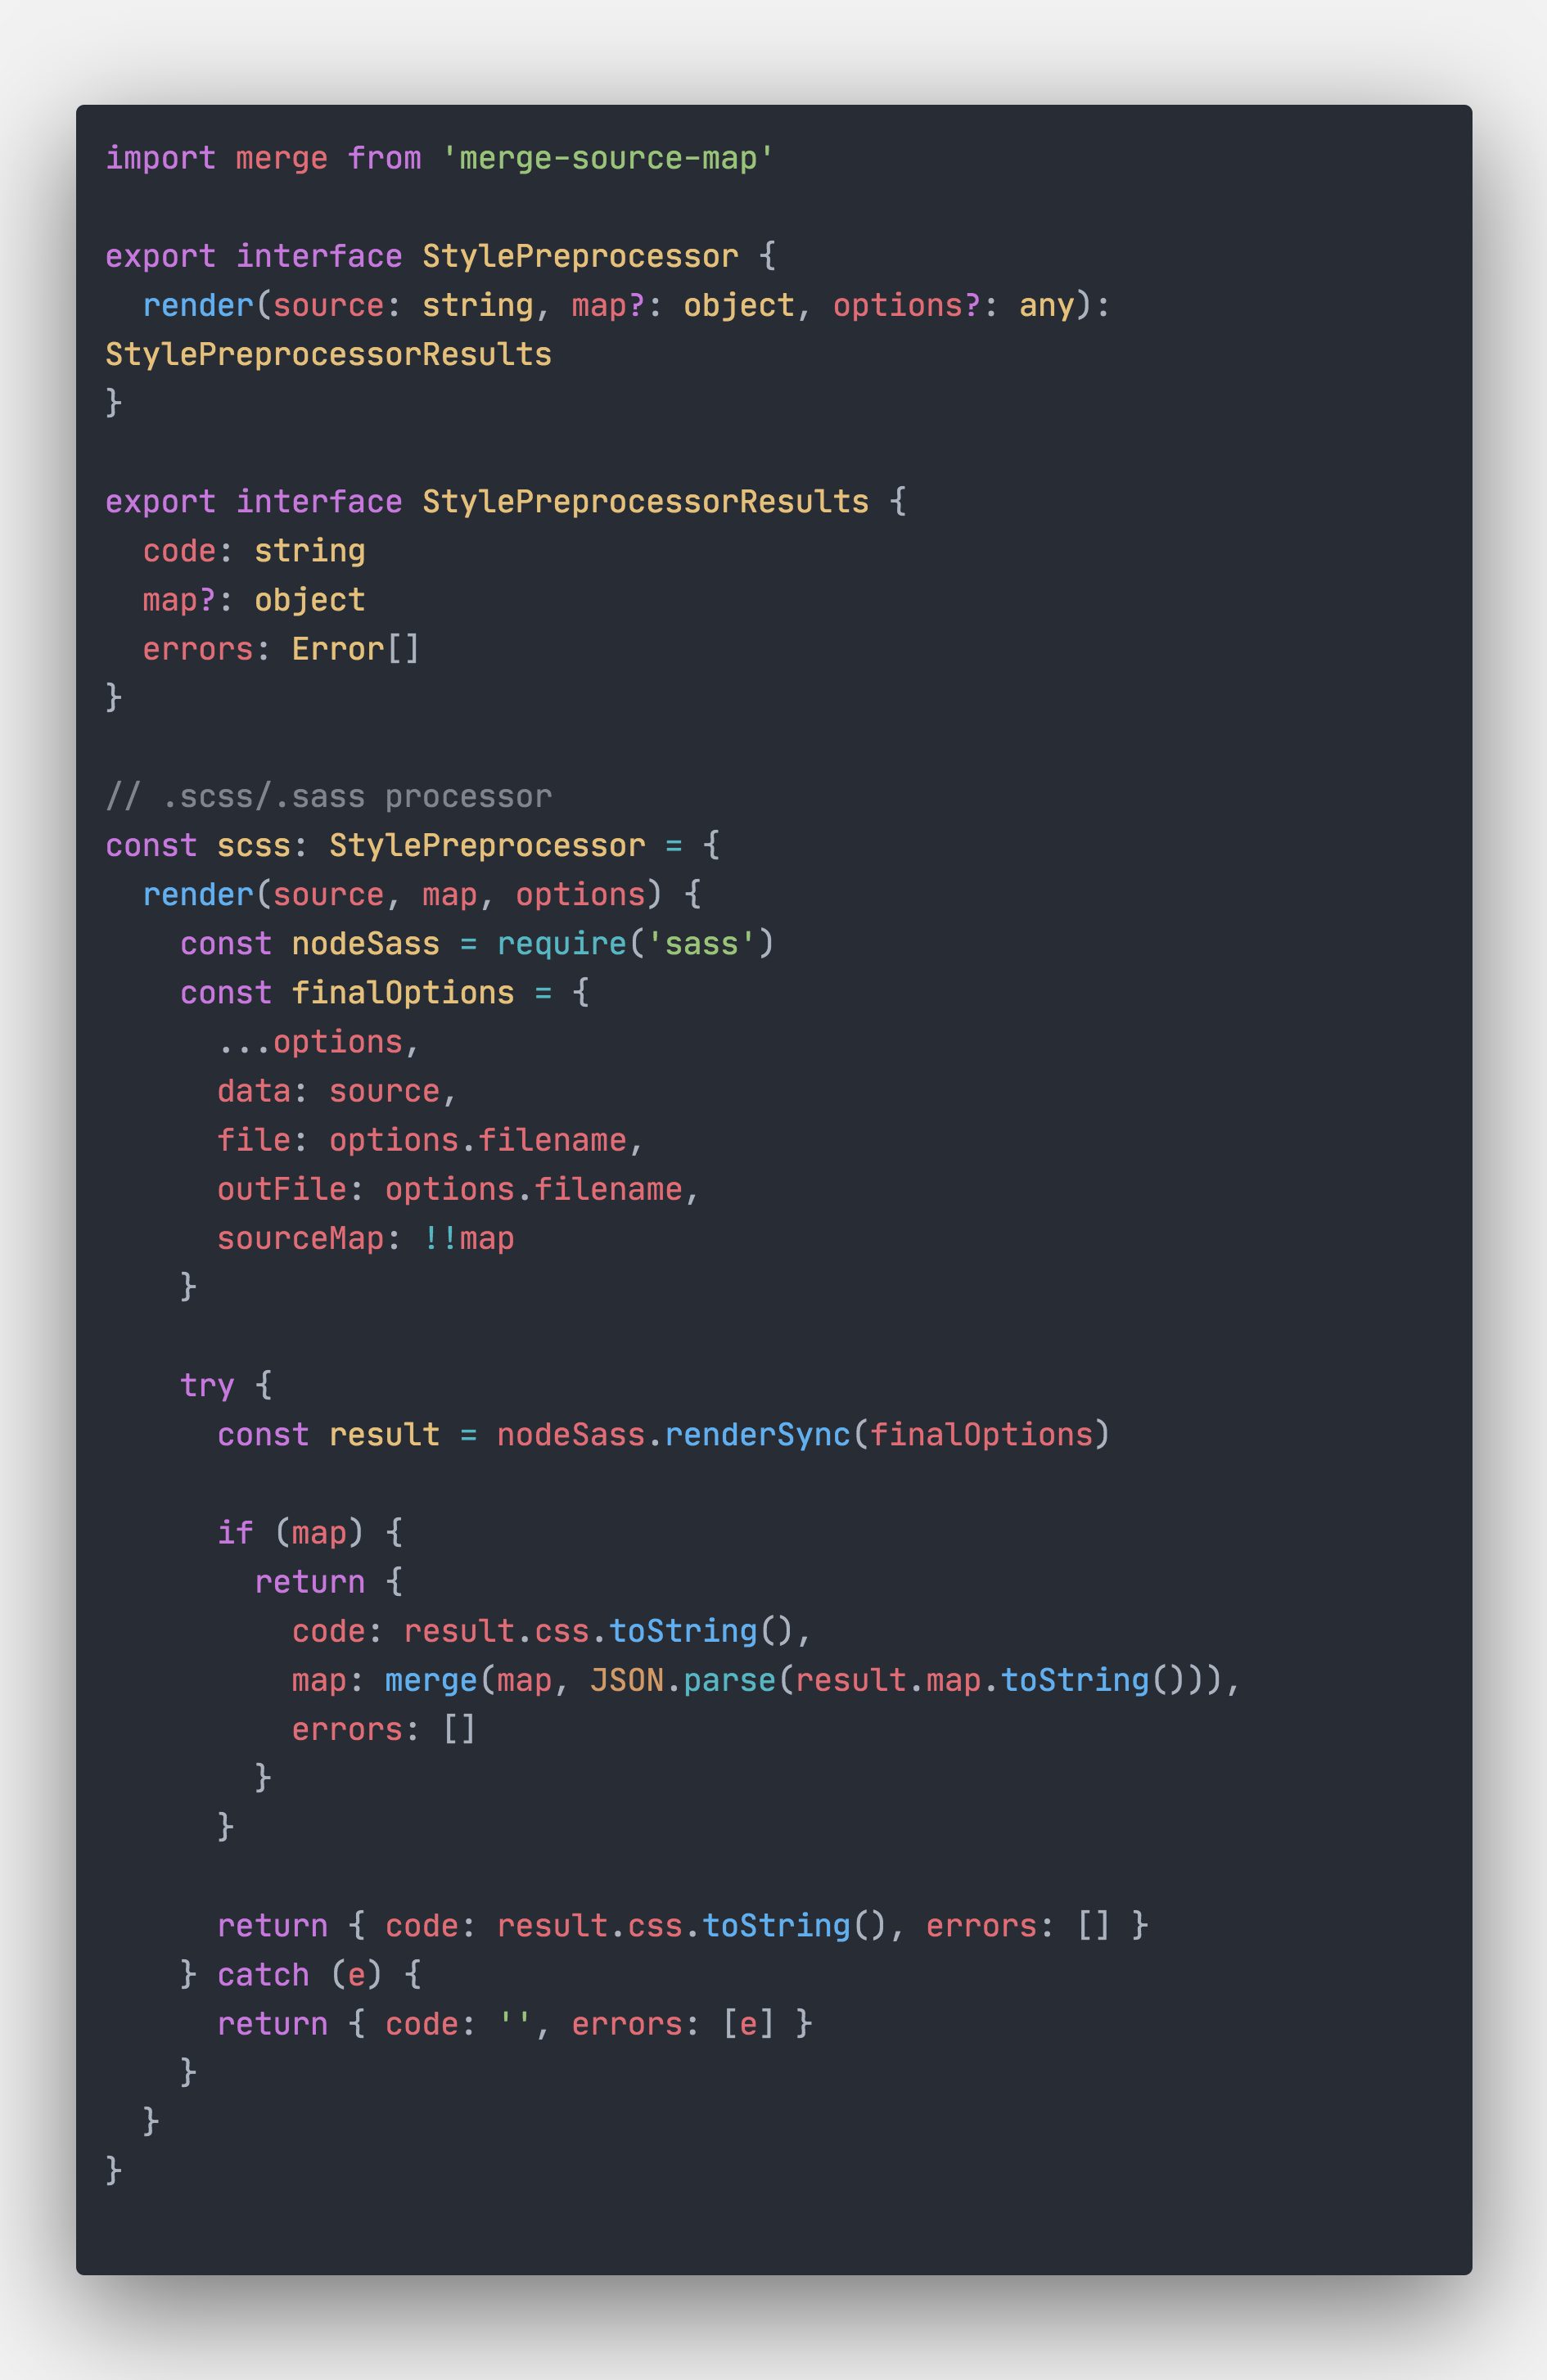 import merge from 'merge-source-map'

export interface StylePreprocessor {
  render(source: string, map?: object, options?: any):
StylePreprocessorResults
}

export interface StylePreprocessorResults {
  code: string
  map?: object
  errors: Error[]
}

// .scss/.sass processor
const scss: StylePreprocessor = {
  render(source, map, options) {
    const nodeSass = require('sass')
    const finalOptions = {
      ...options,
      data: source,
      file: options.filename,
      outFile: options.filename,
      sourceMap: !!map
    }

    try {
      const result = nodeSass.renderSync(finalOptions)

      if (map) {
        return {
          code: result.css.toString(),
          map: merge(map, JSON.parse(result.map.toString())),
          errors: []
        }
      }

      return { code: result.css.toString(), errors: [] }
    } catch (e) {
      return { code: '', errors: [e] }
    }
  }
}